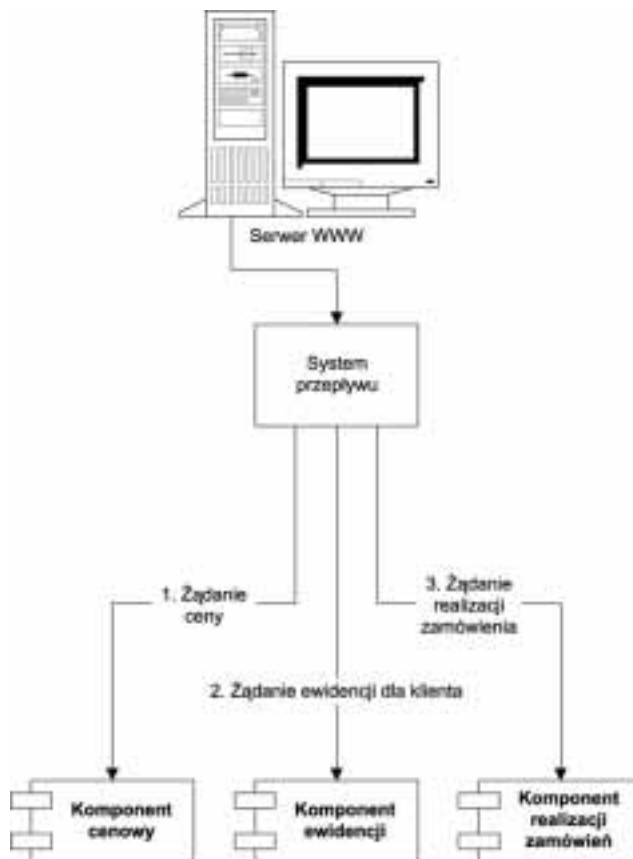 Serwer WWW
System
przepływu
1. Żądanie
ceny
3. Żądanie
realizacji
zamówienia
2. Żądanie ewidencji dla klienta
Komponent
cenowy
Komponent
ewidencji
Komponent
realizacji
zamówień